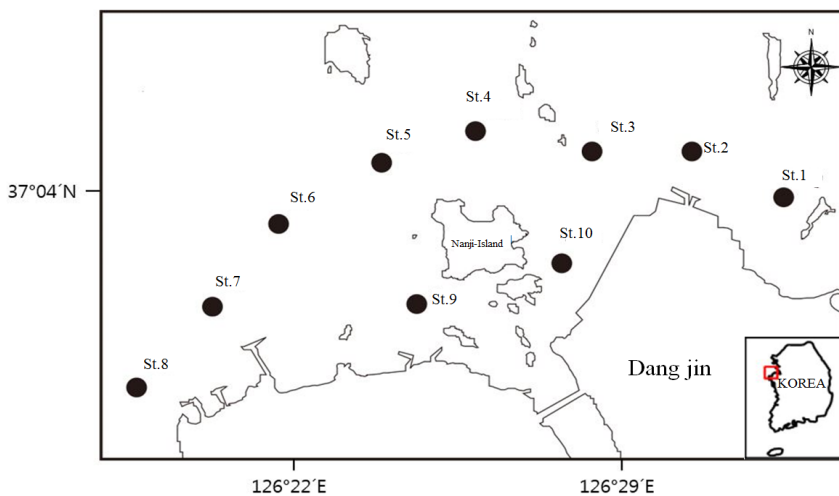 N
St.4
St.5
St.3
St.2
St.1
37°04´N
St.6
Nanji-Island
St.10
St.7
St.9
St.8
Dang jin
KOREA
126°22´E
126°29´E